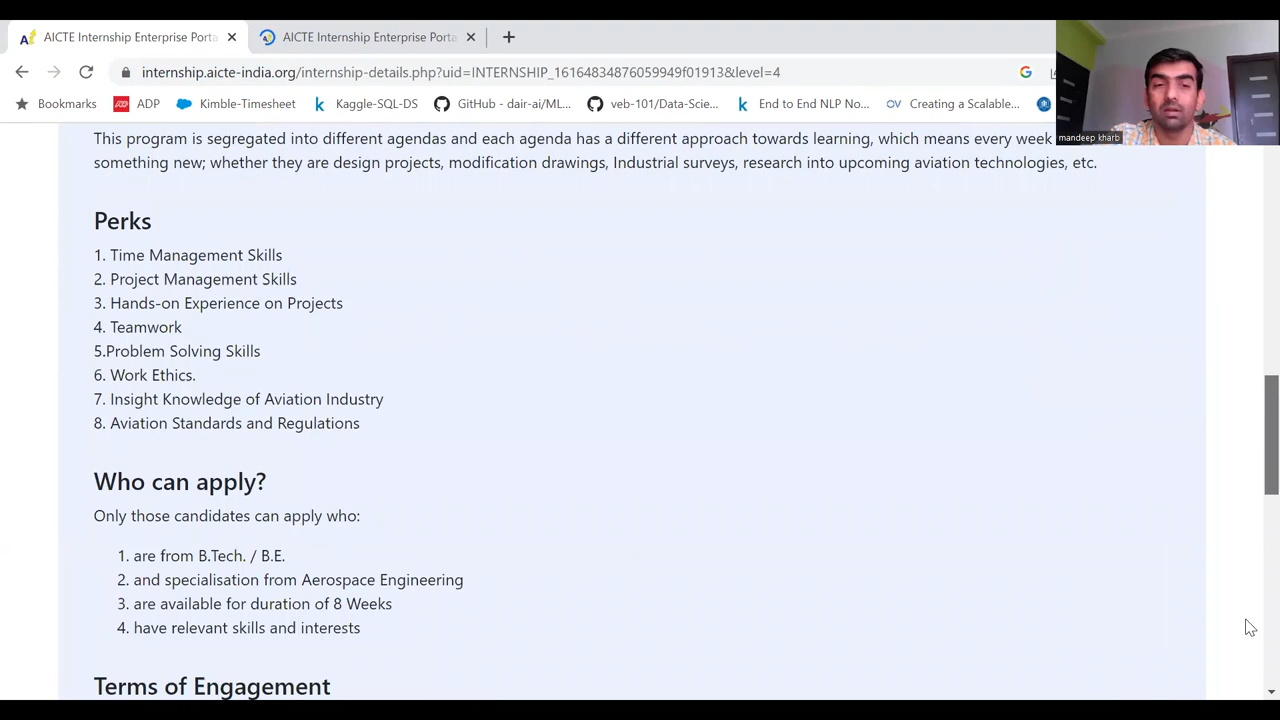 AICTE Internship Enterprise Porta
AICTE Internship Enterprise Porta
internship.aicte-india.org/internship-details.php?uid=INTERNSHIP_16164834876059949f01913&level=4
Bookmarks
ADP
Kimble-Timesheet
Kaggle-SQL-DS
GitHub - dair-ai/ML...
veb-101/Data-Scie...
End to End NLP No...
Creating a Scalable...
mandeep kharb
This program is segregated into different agendas and each agenda has a different approach towards learning, which means every week
something new; whether they are design projects, modification drawings, Industrial surveys, research into upcoming aviation technologies, etc.
Perks
1. Time Management Skills
2. Project Management Skills
3. Hands-on Experience on Projects
4. Teamwork
5.Problem Solving Skills
6. Work Ethics.
7. Insight Knowledge of Aviation Industry
8. Aviation Standards and Regulations
Who can apply?
Only those candidates can apply who:
1. are from B.Tech. / B.E.
2. and specialisation from Aerospace Engineering
3. are available for duration of 8 Weeks
4. have relevant skills and interests
Terms of Engagement